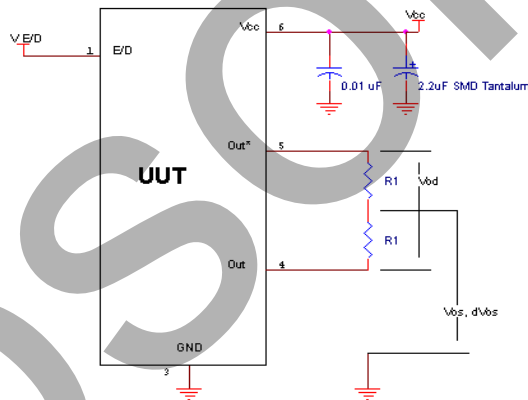 Vcc
V E/D
Vcc
6
1
E/D
0.01 uF
2.2uF SMD Tantalum
+
Out*
5
UUT
R1
Vod
R1
Out
4
Vos, dVos
GND
3